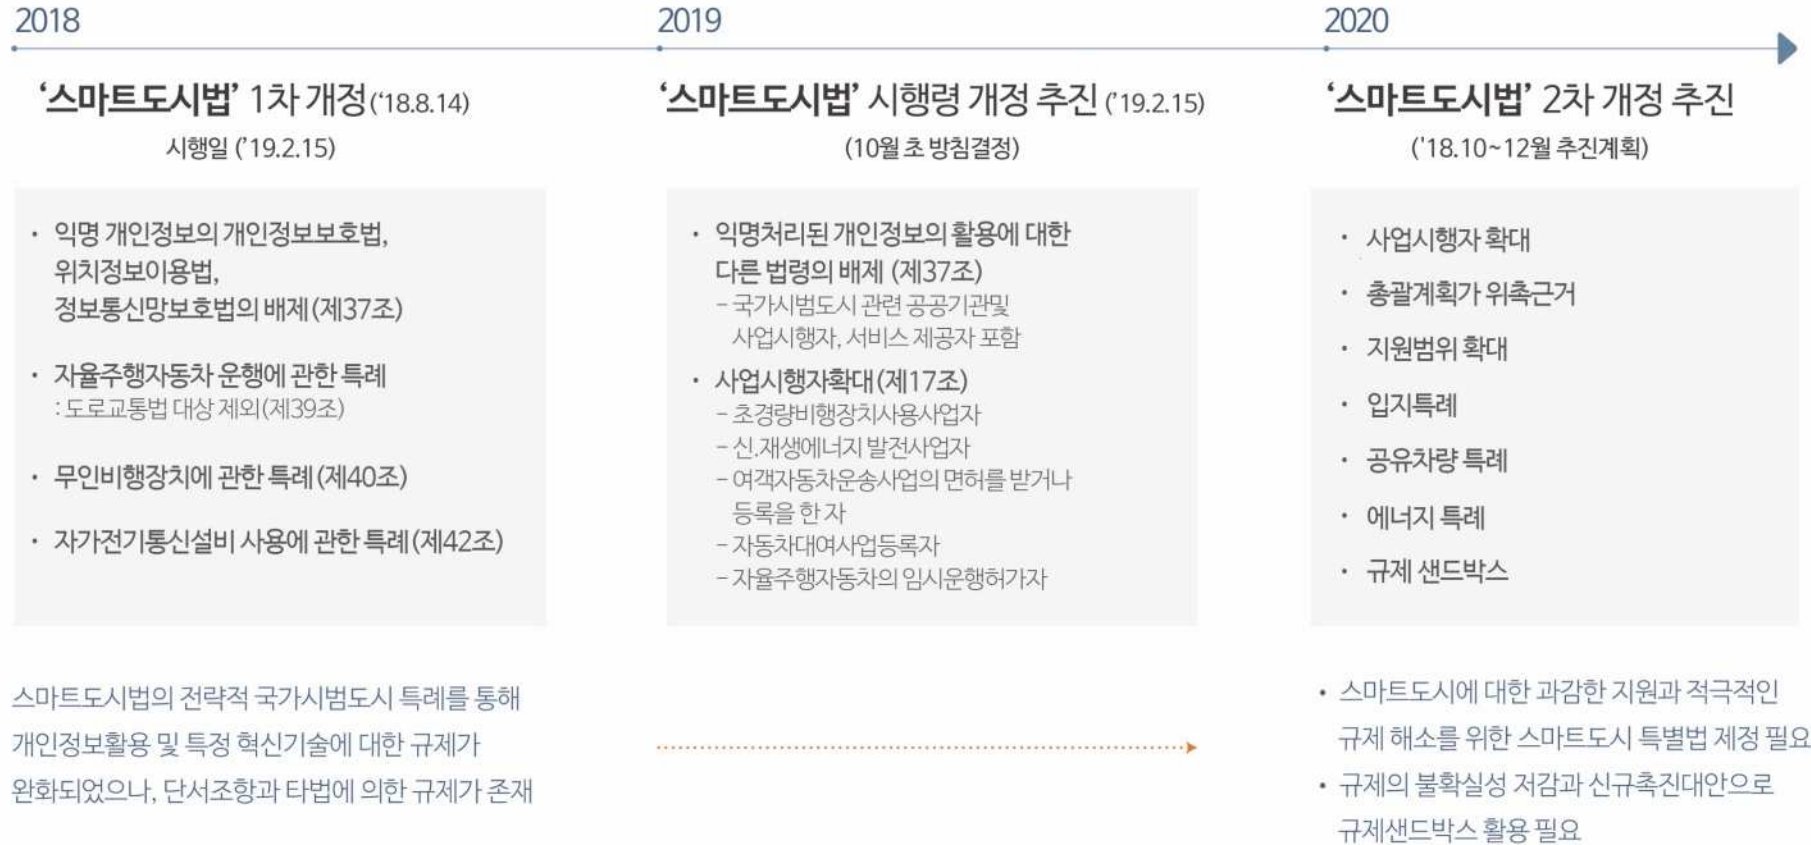 2018
‘스마트도시법’ 1차 개정(‘18.8.14)
시행일 (’19.2.15)
· 익명 개인정보의 개인정보보호법,
위치정보이용법,
정보통신망보호법의 배제(제37조)
· 자율주행자동차 운행에 관한 특례
: 도로교통법 대상 제외(제39조)
· 무인비행장치에 관한 특례(제40조)
· 자가전기통신설비 사용에 관한 특례(제42조)
스마트도시법의 전략적 국가시범도시 특례를 통해
개인정보활용 및 특정 혁신기술에 대한 규제가
완화되었으나, 단서조항과 타법에 의한 규제가 존재
2019
‘스마트도시법’ 시행령 개정 추진 (’19.2.15)
(10월 초 방침결정)
· 익명처리된 개인정보의 활용에 대한
다른 법령의 배제 (제37조)
– 국가시범도시 관련 공공기관및
사업시행자, 서비스 제공자 포함
· 사업시행자확대(제17조)
– 초경량비행장치사용사업자
– 신.재생에너지 발전사업자
– 여객자동차운송사업의 면허를 받거나
등록을 한 자
– 자동차대여사업등록자
– 자율주행자동차의 임시운행허가자
2020
‘스마트도시법’ 2차 개정 추진
('18.10~12월 추진계획)
· 사업시행자 확대
· 총괄계획가 위촉근거
· 지원범위 확대
· 입지특례
· 공유차량 특례
· 에너지 특례
· 규제 샌드박스
• 스마트도시에 대한 과감한 지원과 적극적인
규제 해소를 위한 스마트도시 특별법 제정 필요
• 규제의 불확실성 저감과 신규촉진대안으로
규제샌드박스 활용 필요